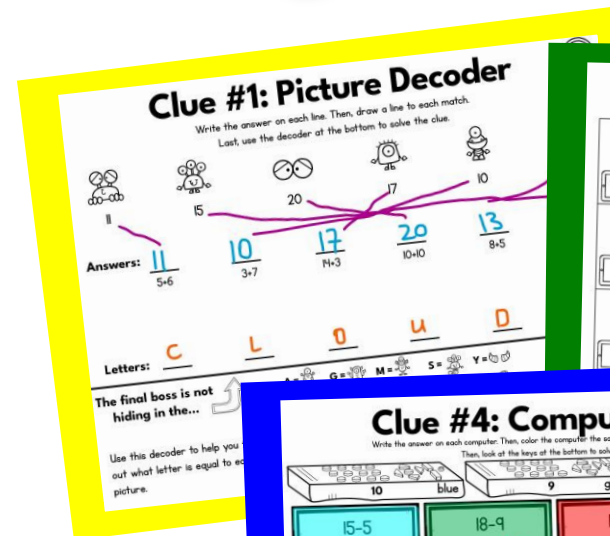 Clue #1: Picture Decoder
Write the answer on each line. Then, draw a line to each match.
Last, use the decoder at the bottom to solve the clue.
11 15 20 17 10
Answers: 11 10 17 20 13
5+6 3+7 14+3 10+10 8+5
Letters: C L O U D
G= M= S= Y=
The final boss is not
hiding in the...
Use this decoder to help you
out what letter is equal to
picture.
Clue #4:
Write the answer on each computer. Then, color the computer the
Then, look at the keys at the bottom to
10 blue 9
15-5 18-9